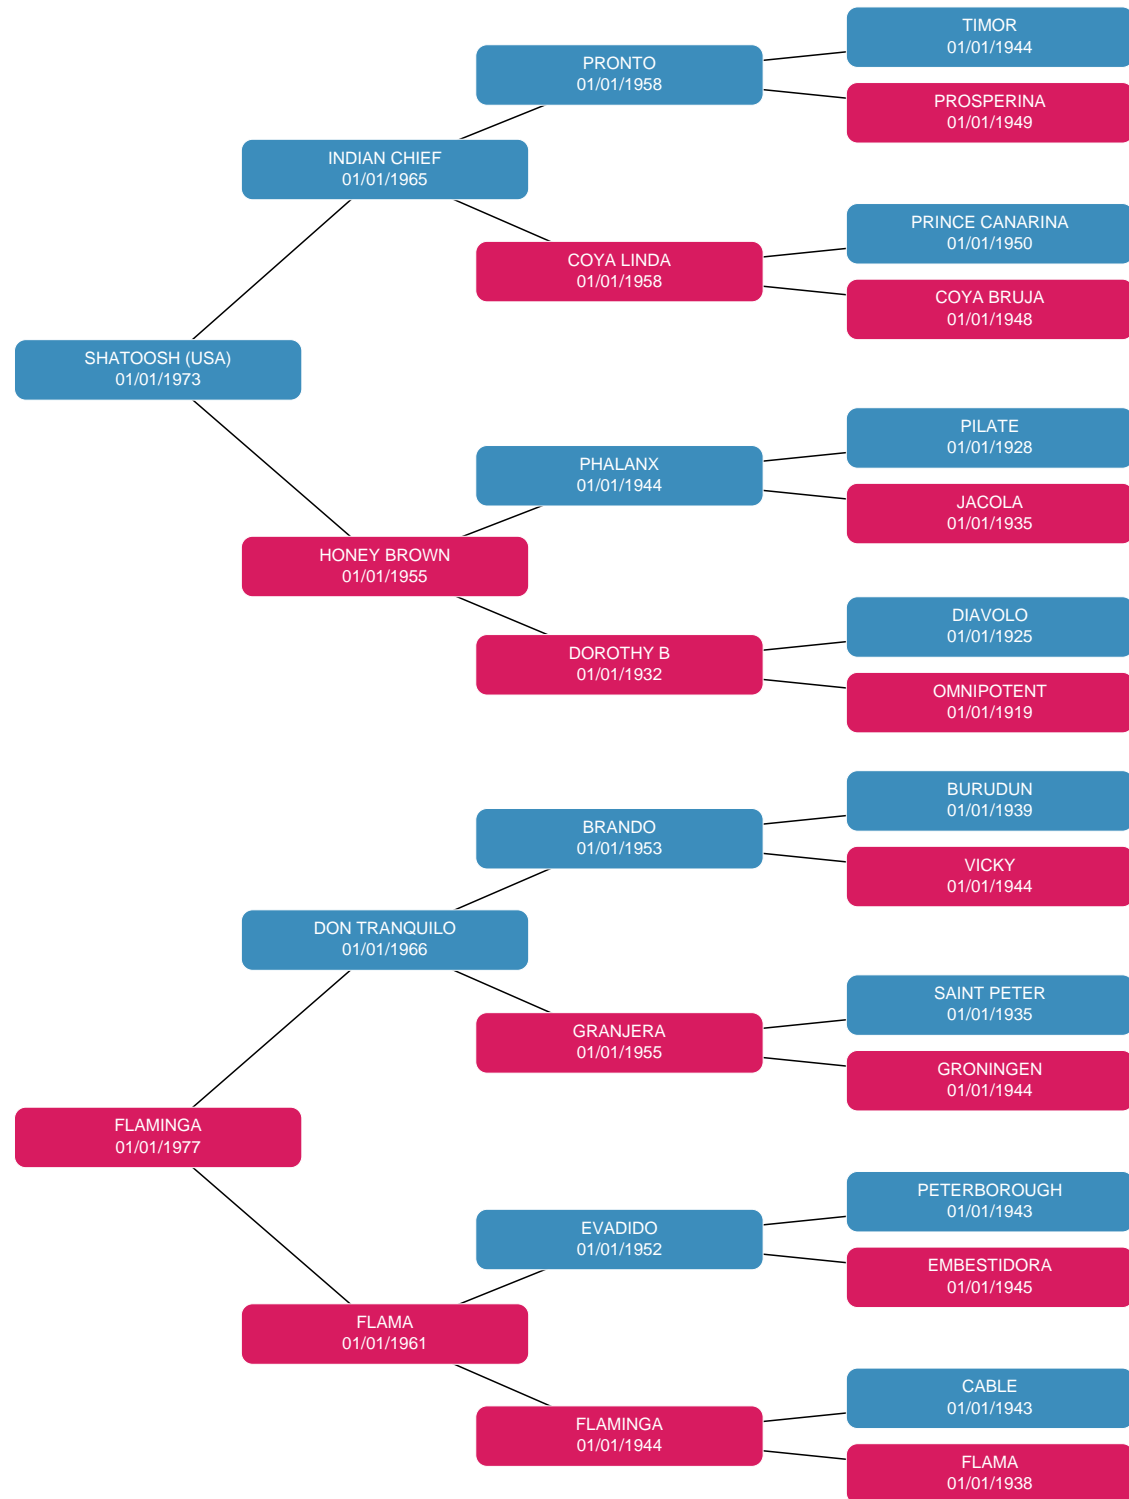 TIMOR
01/01/1944
PRONTO
01/01/1958
PROSPERINA
01/01/1949
INDIAN CHIEF
01/01/1965
PRINCE CANARINA
01/01/1950
COYA LINDA
01/01/1958
COYA BRUJA
01/01/1948
SHATOOSH (USA)
01/01/1973
PILATE
01/01/1928
PHALANX
01/01/1944
JACOLA
01/01/1935
HONEY BROWN
01/01/1955
DIAVOLO
01/01/1925
DOROTHY B
01/01/1932
OMNIPOTENT
01/01/1919
BURUDUN
01/01/1939
BRANDO
01/01/1953
VICKY
01/01/1944
DON TRANQUILO
01/01/1966
SAINT PETER
01/01/1935
GRANJERA
01/01/1955
GRONINGEN
01/01/1944
FLAMINGA
01/01/1977
PETERBOROUGH
01/01/1943
EVADIDO
01/01/1952
EMBESTIDORA
01/01/1945
FLAMA
01/01/1961
CABLE
01/01/1943
FLAMINGA
01/01/1944
FLAMA
01/01/1938